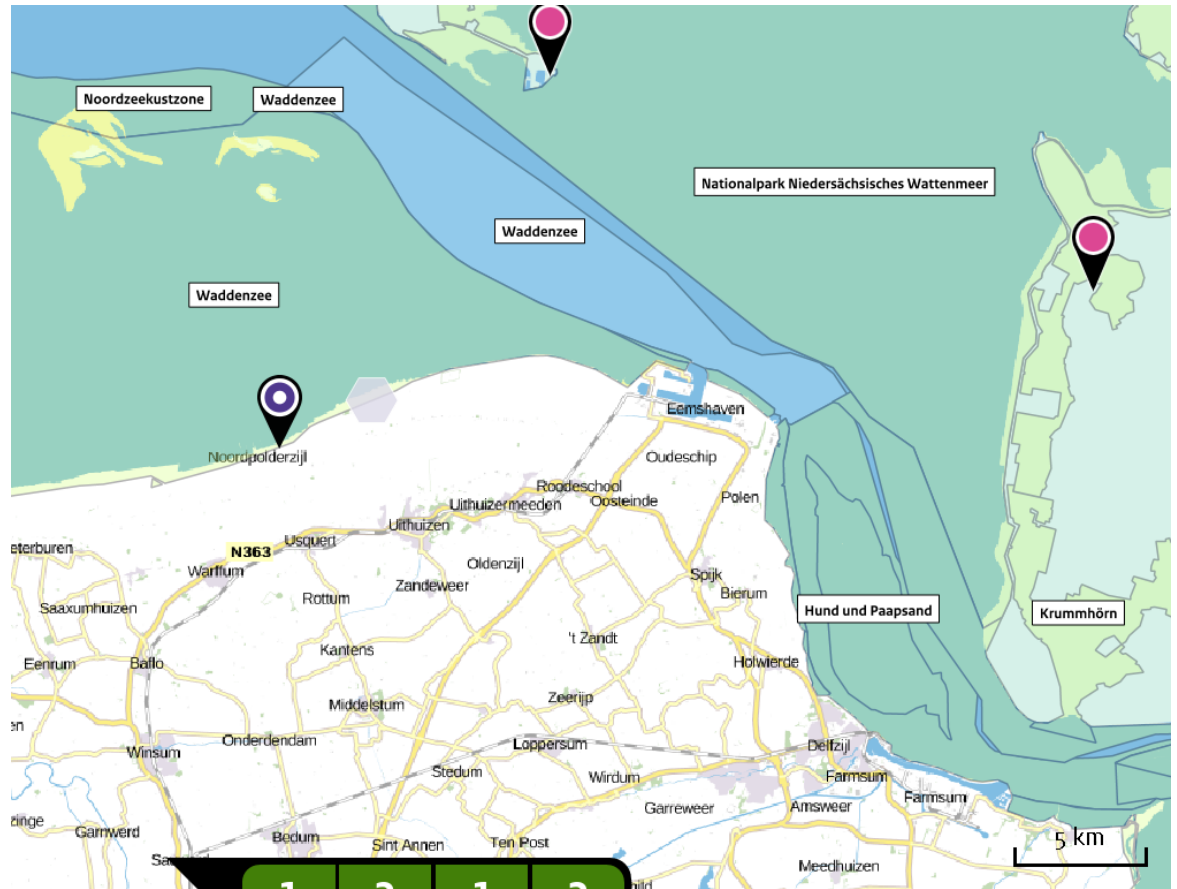 Noordzeekustzone
Waddenzee
Nationalpark Niedersächsisches Wattenmeer
Waddenzee
Waddenzee
Eemshaven
Noordpolderzijl
Oudeschip
Roodeschool
Uithuizermeeden
Oosteinde
Polen
Uithuizen
Usquert
N363
Warffum
Oldenzijl
Spijk
Zandeweer
Bierum
Rottum
Saaxumhuizen
Hund und Paapsand
Krummhörn
't Zandt
Kantens
Eenrum
Baflo
Holwierde
Zeerijp
Middelstum
Onderdendam
Loppersum
Delfzijl
Winsum
Stedum
Wirdum
Farmsum
Farmsum
Garreweer
Amsweer
Garnwerd
Bedum
Sint Annen
Ten Post
5 km
Meedhuizen